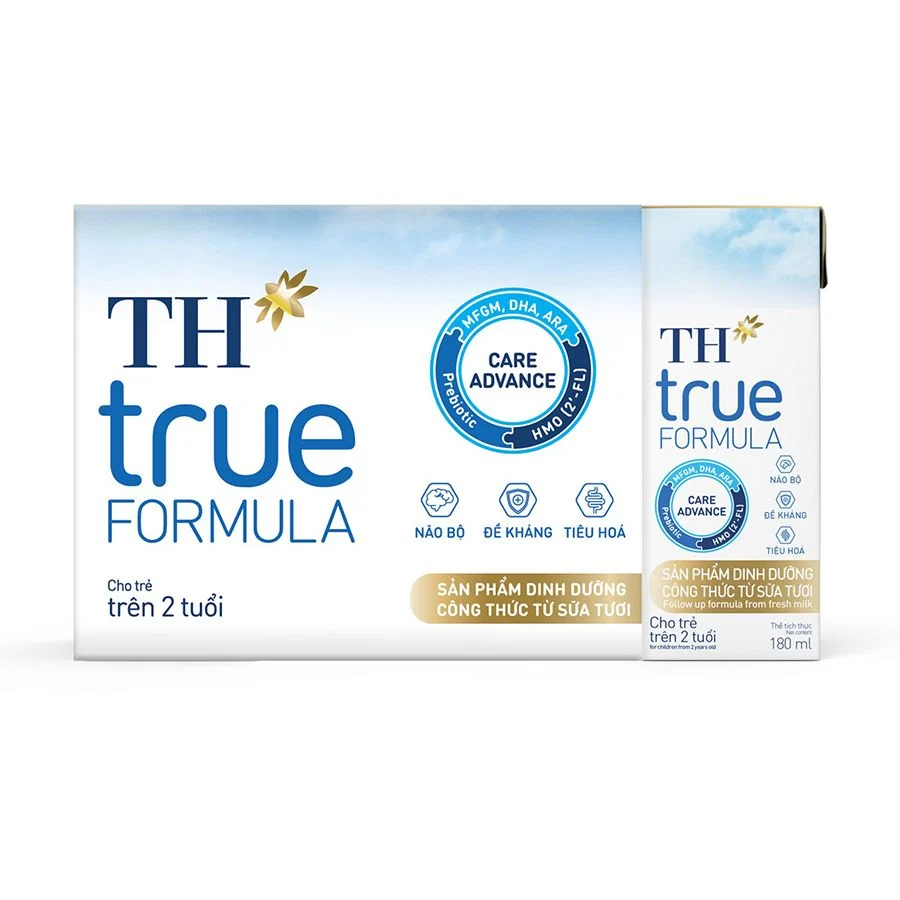 TH
true
FORMULA
Cho trẻ
trên 2 tuổi
MFGM, DHA, ARA
Prebiotic
HMO (2'-FL)
CARE
ADVANCE
NÃO BỘ
ĐỀ KHÁNG
TIÊU HOÁ
SẢN PHẨM DINH DƯỠNG
CÔNG THỨC TỪ SỮA TƯƠI
TH
true
FORMULA
MFGM, DHA, ARA
Prebiotic
HMO (2'-FL)
CARE
ADVANCE
NÃO BỘ
ĐỀ KHÁNG
TIÊU HOÁ
SẢN PHẨM DINH DƯỠNG
CÔNG THỨC TỪ SỮA TƯƠI
Follow up formula from fresh milk
Cho trẻ
trên 2 tuổi
for children from 2 years old
Thể tích thực
Net content
180 ml